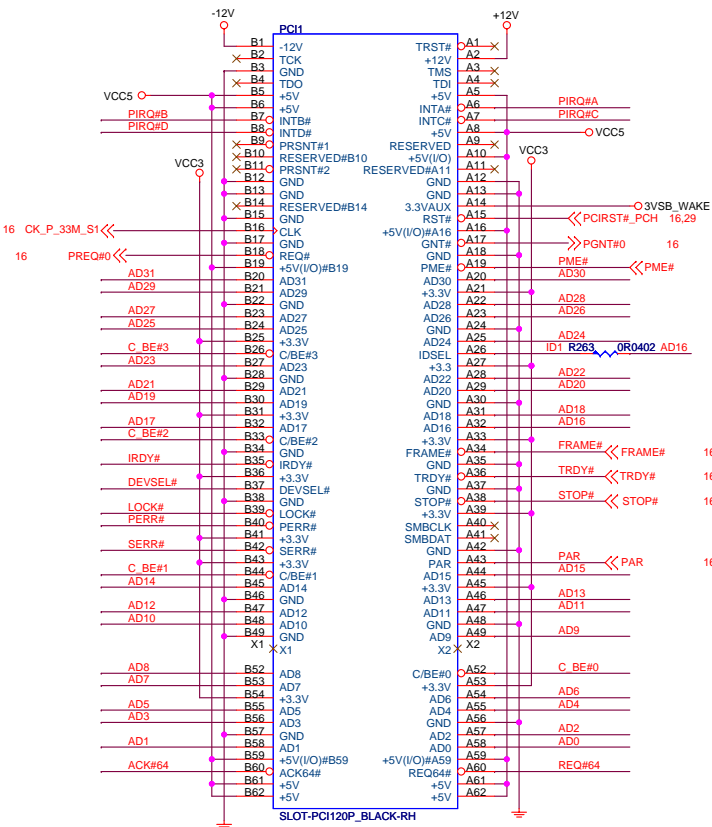 -12V +12V
PCI1
B1 -12V TRST# A1
B2 TCK +12V A2
B3 GND TMS A3
B4 TDO TDI A4
VCC5 B5 +5V +5V A5
B6 +5V INTA# A6 PIRQ#A
PIRQ#B B7 INTB# INTC# A7 PIRQ#C
PIRQ#D B8 INTD# +5V A8 VCC5
B9 PRSNT#1 RESERVED A9
B10 RESERVED#B10 +5V(I/O) A10
VCC3 B11 PRSNT#2 RESERVED#A11 A11 VCC3
B12 GND GND A12
B13 GND GND A13
B14 RESERVED#B14 3.3VAUX A14 3VSB_WAKE
B15 GND RST# A15 PCIRST#_PCH 16,29
16 CK_P_33M_S1 B16 CLK +5V(I/O)#A16 A16
B17 GND GNT# A17 PGNT#0 16
16 PREQ#0 B18 REQ# GND A18
B19 +5V(I/O)#B19 PME# A19 PME# PME#
AD31 B20 AD31 AD30 A20 AD30
AD29 B21 AD29 +3.3V A21
B22 GND AD28 A22 AD28
AD27 B23 AD27 AD26 A23 AD26
AD25 B24 AD25 GND A24
B25 +3.3V AD24 A25 AD24
C_BE#3 B26 C/BE#3 IDSEL A26 ID1 R263 0R0402 AD16
AD23 B27 AD23 +3.3 A27
B28 GND AD22 A28 AD22
AD21 B29 AD21 AD20 A29 AD20
AD19 B30 AD19 GND A30
B31 +3.3V AD18 A31 AD18
AD17 B32 AD17 AD16 A32 AD16
C_BE#2 B33 C/BE#2 +3.3V A33
B34 GND FRAME# A34 FRAME# FRAME# 16
IRDY# B35 IRDY# GND A35
B36 +3.3V TRDY# A36 TRDY# TRDY# 16
DEVSEL# B37 DEVSEL# GND A37
B38 GND STOP# A38 STOP# STOP# 16
LOCK# B39 LOCK# +3.3V A39
PERR# B40 PERR# SMBCLK A40
B41 +3.3V SMBDAT A41
SERR# B42 SERR# GND A42
B43 +3.3V PAR A43 PAR PAR 16
C_BE#1 B44 C/BE#1 AD15 A44 AD15
AD14 B45 AD14 +3.3V A45
B46 GND AD13 A46 AD13
AD12 B47 AD12 AD11 A47 AD11
AD10 B48 AD10 GND A48
B49 GND AD9 A49 AD9
X1 X1 X2 X2
AD8 B52 AD8 C/BE#0 A52 C_BE#0
AD7 B53 AD7 +3.3V A53
B54 +3.3V AD6 A54 AD6
AD5 B55 AD5 AD4 A55 AD4
AD3 B56 AD3 GND A56
B57 GND AD2 A57 AD2
AD1 B58 AD1 AD0 A58 AD0
B59 +5V(I/O)#B59 +5V(I/O)#A59 A59
ACK#64 B60 ACK64# REQ64# A60 REQ#64
B61 +5V +5V A61
B62 +5V +5V A62
SLOT-PCI120P_BLACK-RH